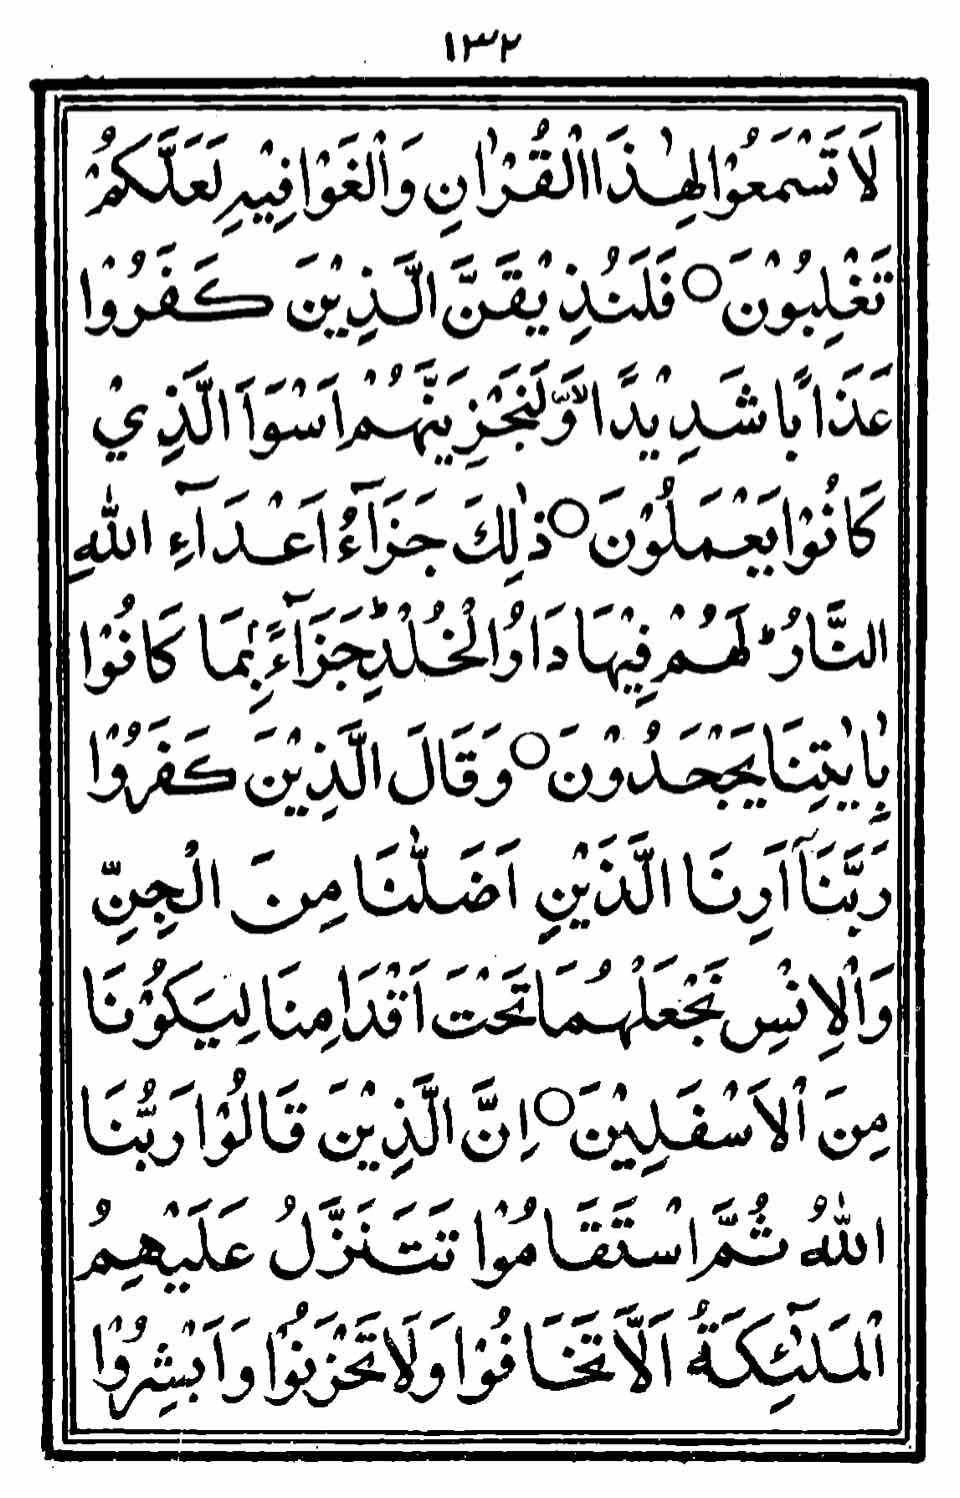 ١٣٢
لَا تَسْمَعُوْا لِهٰذَا الْقُرْاٰنِ وَالْغَوْا فِيْهِ لَعَلَّكُمْ
تَغْلِبُوْنَ ○ فَلَنُذِيْقَنَّ الَّذِيْنَ كَفَرُوْا
عَذَابًا شَدِيْدًا ۙ وَّلَنَجْزِيَنَّهُمْ اَسْوَاَ الَّذِيْ
كَانُوْا يَعْمَلُوْنَ ○ ذٰلِكَ جَزَآءُ اَعْدَآءِ اللّٰهِ
النَّارُ ۚ لَهُمْ فِيْهَا دَارُ الْخُلْدِ ۚ جَزَآءًۢ بِمَا كَانُوْا
بِاٰيٰتِنَا يَجْحَدُوْنَ ○ وَقَالَ الَّذِيْنَ كَفَرُوْا
رَبَّنَآ اَرِنَا الَّذَيْنِ اَضَلّٰنَا مِنَ الْجِنِّ
وَالْاِنْسِ نَجْعَلْهُمَا تَحْتَ اَقْدَامِنَا لِيَكُوْنَا
مِنَ الْاَسْفَلِيْنَ ○ اِنَّ الَّذِيْنَ قَالُوْا رَبُّنَا
اللّٰهُ ثُمَّ اسْتَقَامُوْا تَتَنَزَّلُ عَلَيْهِمُ
الْمَلٰٓئِكَةُ اَلَّا تَخَافُوْا وَلَا تَحْزَنُوْا وَاَبْشِرُوْا